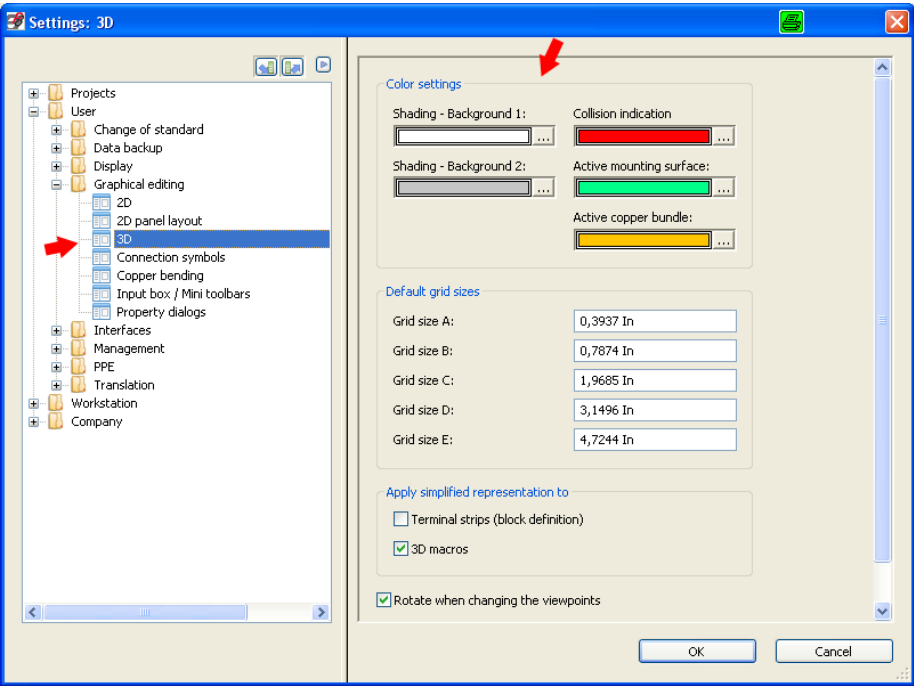 Settings: 3D
Projects
User
Change of standard
Data backup
Display
Graphical editing
2D
2D panel layout
3D
Connection symbols
Copper bending
Input box / Mini toolbars
Property dialogs
Interfaces
Management
PPE
Translation
Workstation
Company
Color settings
Shading - Background 1: Collision indication
... ...
Shading - Background 2: Active mounting surface:
... ...
Active copper bundle:
...
Default grid sizes
Grid size A: 0,3937 In
Grid size B: 0,7874 In
Grid size C: 1,9685 In
Grid size D: 3,1496 In
Grid size E: 4,7244 In
Apply simplified representation to
Terminal strips (block definition)
3D macros
Rotate when changing the viewpoints
OK Cancel